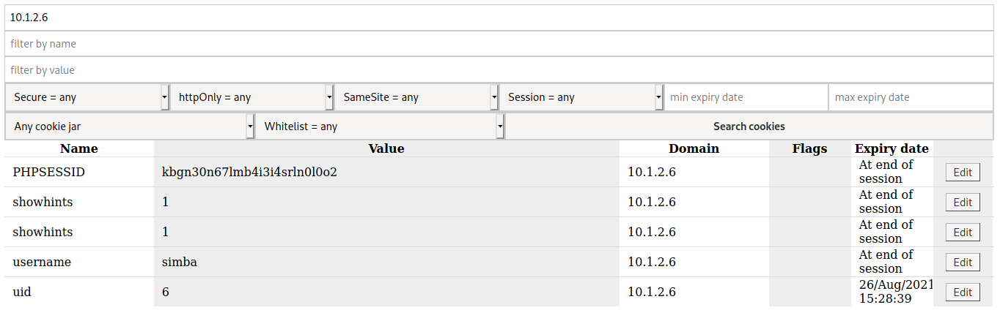 10.1.2.6
filter by name
filter by value
Secure = any httpOnly = any SameSite = any Session = any min expiry date max expiry date
Any cookie jar Whitelist = any Search cookies
Name Value Domain Flags Expiry date
PHPSESSID kbgn30n67lmb4i3i4srln0l0o2 10.1.2.6 At end of session Edit
showhints 1 10.1.2.6 At end of session Edit
showhints 1 10.1.2.6 At end of session Edit
username simba 10.1.2.6 At end of session Edit
uid 6 10.1.2.6 26/Aug/2021 15:28:39 Edit